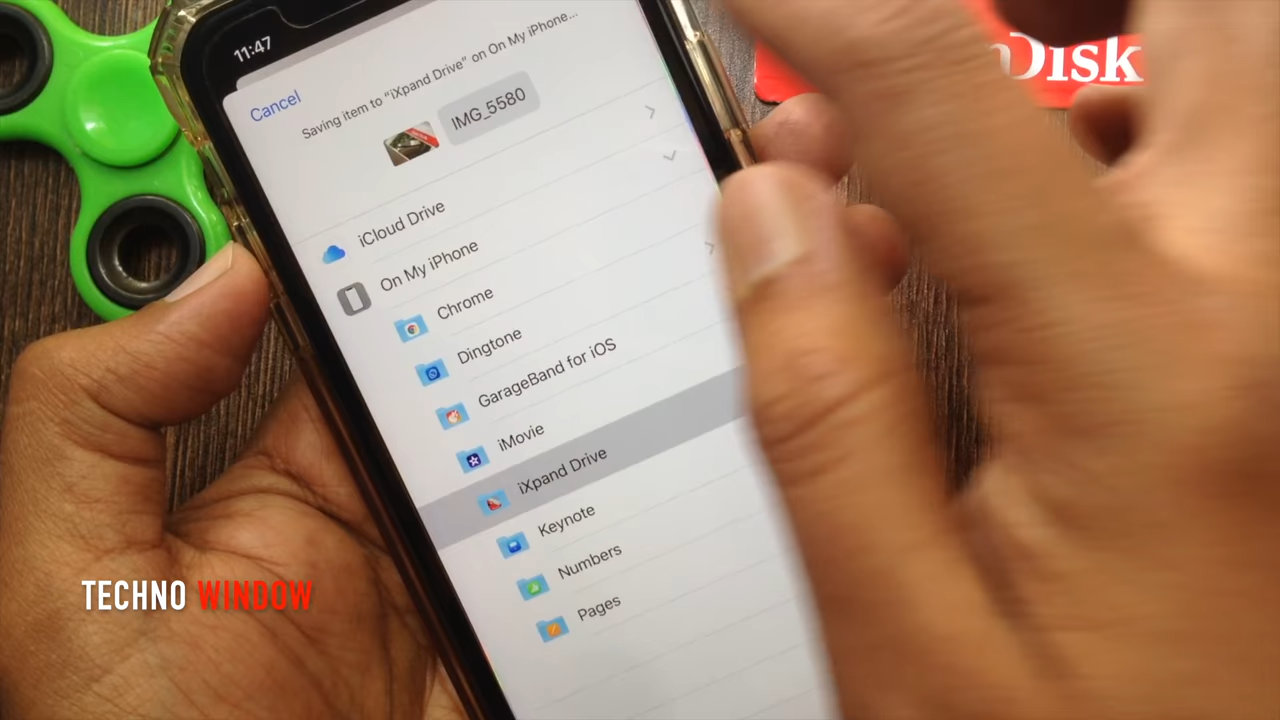 11:47
Cancel
Saving item to "iXpand Drive" on On My iPhone...
IMG_5580
iCloud Drive
On My iPhone
Chrome
Dingtone
GarageBand for iOS
iMovie
iXpand Drive
Keynote
Numbers
Pages
Disk
TECHNO WINDOW